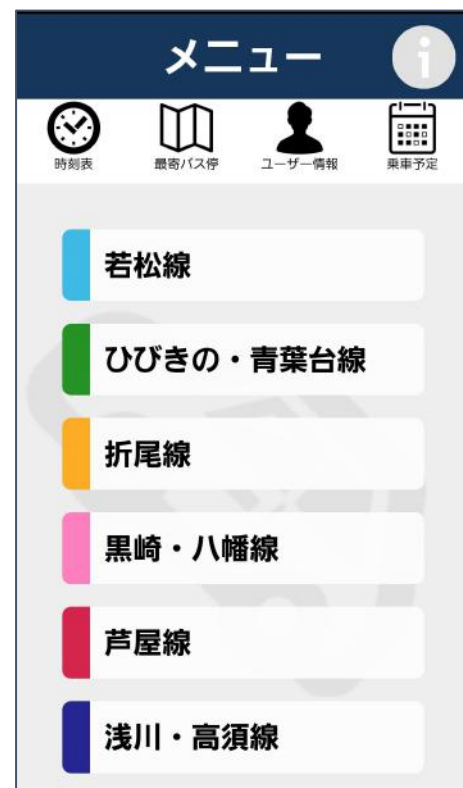 メニュー
i
時刻表
最寄バス停
ユーザー情報
乗車予定
若松線
ひびきの・青葉台線
折尾線
黒崎・八幡線
芦屋線
浅川・高須線